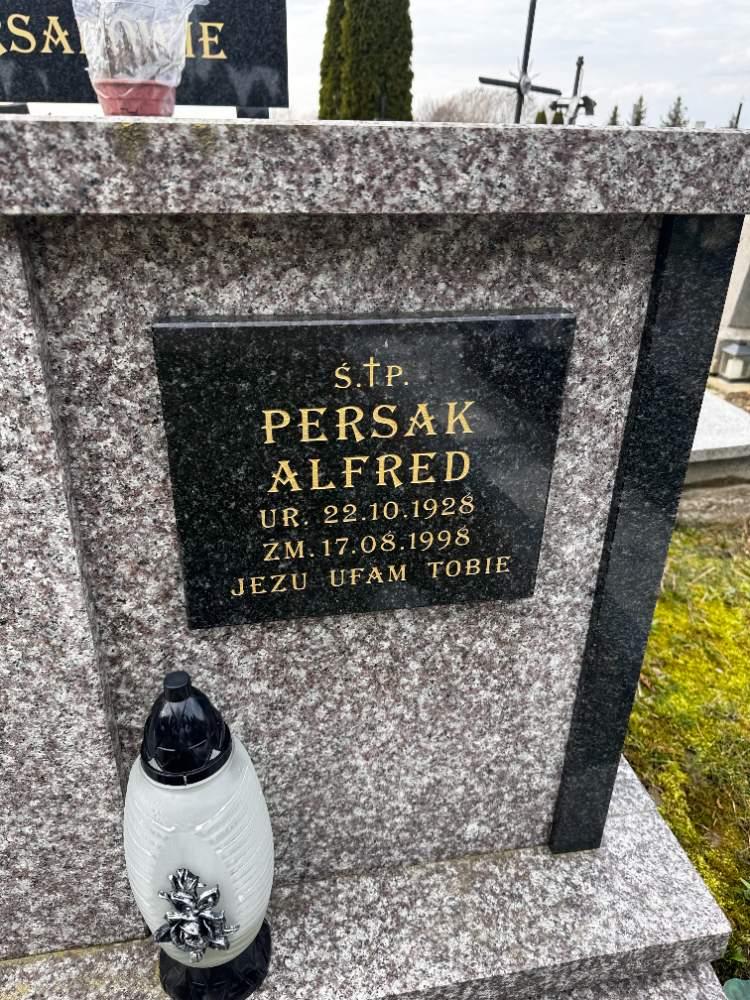 Ś.†P.
PERSAK
ALFRED
UR. 22.10.1928
ZM. 17.08.1998
JEZU UFAM TOBIE